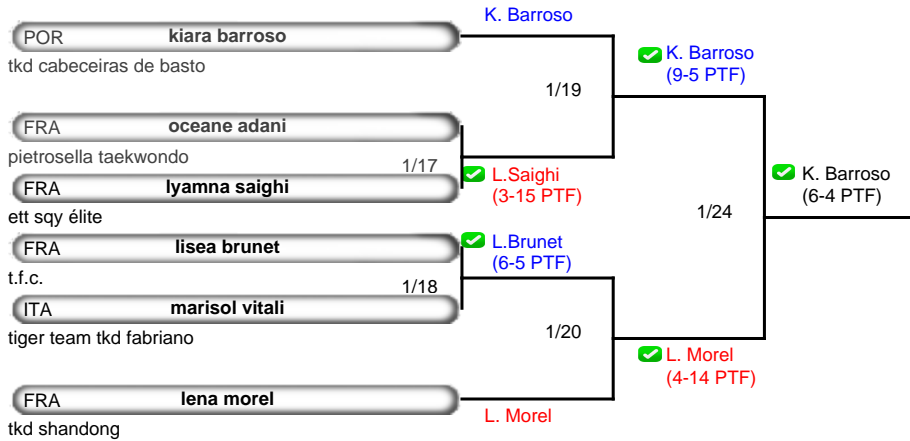 K. Barroso
POR kiara barroso
tkd cabeceiras de basto
K. Barroso
(9-5 PTF)
1/19
FRA oceane adani
pietrosella taekwondo
1/17
FRA lyamna saighi
ett sqy élite
L.Saighi
(3-15 PTF)
K. Barroso
(6-4 PTF)
1/24
FRA lisea brunet
t.f.c.
L.Brunet
(6-5 PTF)
1/18
ITA marisol vitali
tiger team tkd fabriano
1/20
L. Morel
(4-14 PTF)
FRA lena morel
tkd shandong
L. Morel